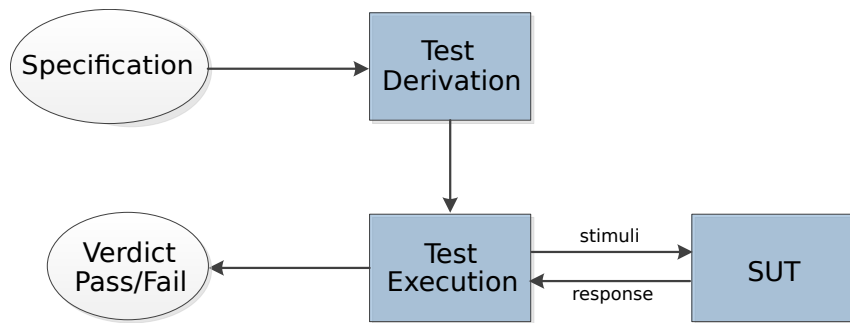 Specification
Test
Derivation
Verdict
Pass/Fail
Test
Execution
stimuli
response
SUT